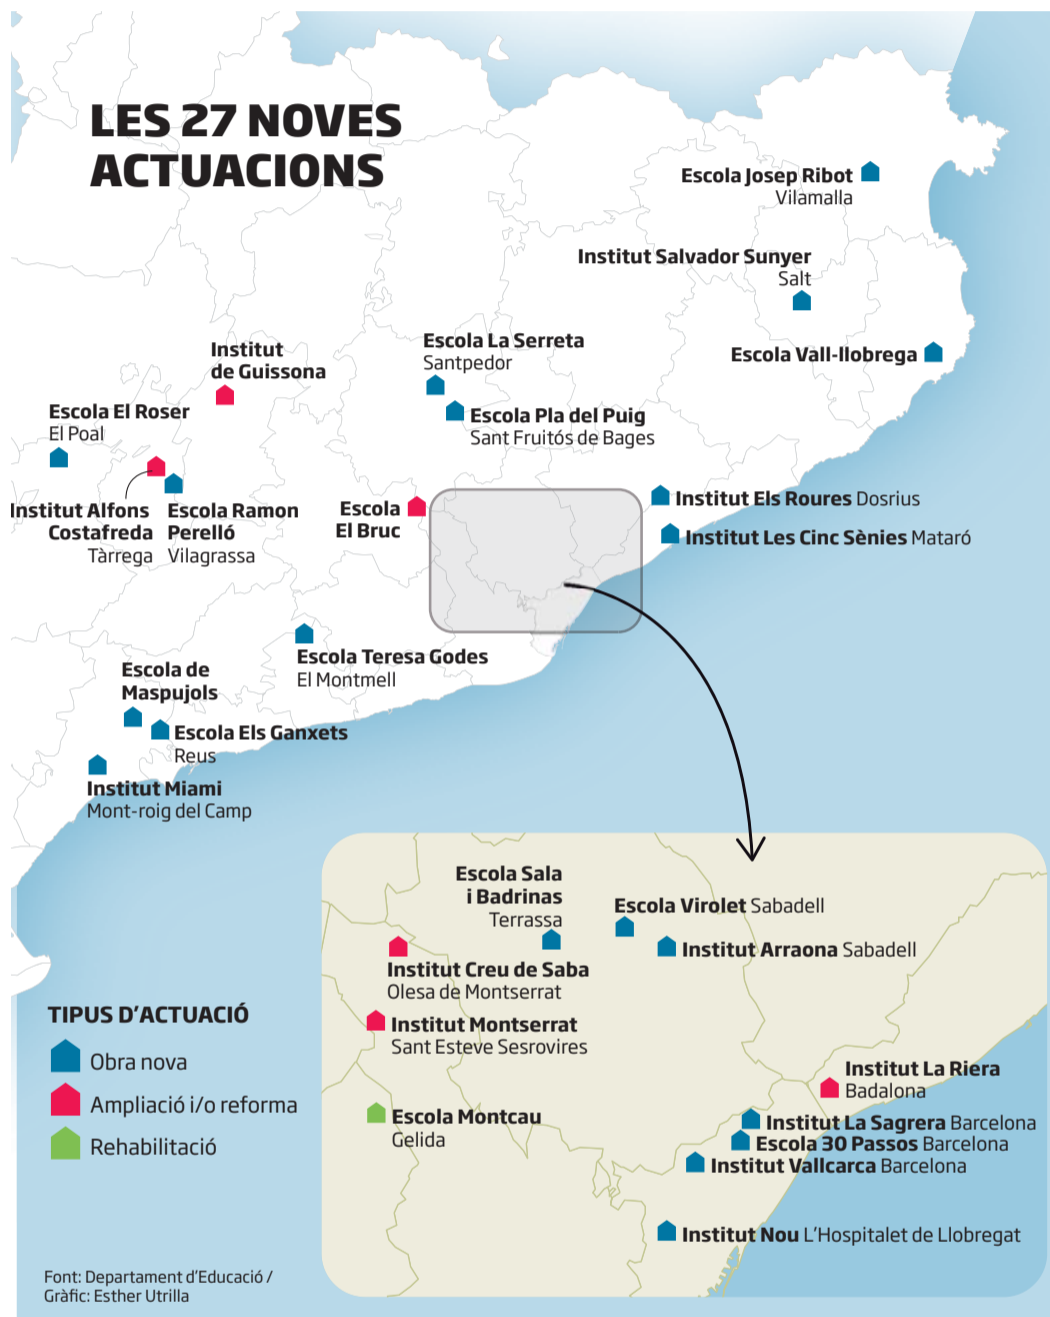 LES 27 NOVES
ACTUACIONS
Escola Josep Ribot
Vilamalla
Institut Salvador Sunyer
Salt
Escola Vall-llobrega
Escola La Serreta
Santpedor
Escola Pla del Puig
Sant Fruitós de Bages
Institut
de Guissona
Escola El Roser
El Poal
Institut Alfons
Costafreda
Tàrrega
Escola Ramon
Perelló
Vilagrassa
Escola
El Bruc
Institut Els Roures Dosrius
Institut Les Cinc Sènies Mataró
Escola Teresa Godes
El Montmell
Escola de
Maspujols
Escola Els Ganxets
Reus
Institut Miami
Mont-roig del Camp
Escola Sala
i Badrinas
Terrassa
Escola Virolet Sabadell
Institut Arraona Sabadell
Institut Creu de Saba
Olesa de Montserrat
Institut Montserrat
Sant Esteve Sesrovires
Escola Montcau
Gelida
Institut La Riera
Badalona
Institut La Sagrera Barcelona
Escola 30 Passos Barcelona
Institut Vallcarca Barcelona
Institut Nou L'Hospitalet de Llobregat
TIPUS D'ACTUACIÓ
Obra nova
Ampliació i/o reforma
Rehabilitació
Font: Departament d'Educació /
Gràfic: Esther Utrilla